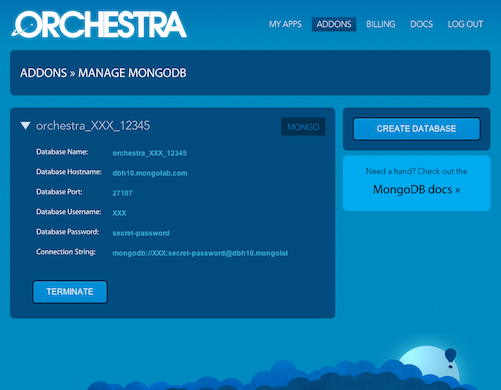 ORCHESTRA
MY APPS ADDONS BILLING DOCS LOG OUT
ADDONS » MANAGE MONGODB
orchestra_XXX_12345 MONGO
CREATE DATABASE
Database Name: orchestra_XXX_12345
Database Hostname: dbh10.mongolab.com
Database Port: 27107
Database Username: XXX
Database Password: secret-password
Connection String: mongodb://XXX:secret-password@dbh10.mongolal
TERMINATE
Need a hand? Check out the
MongoDB docs »